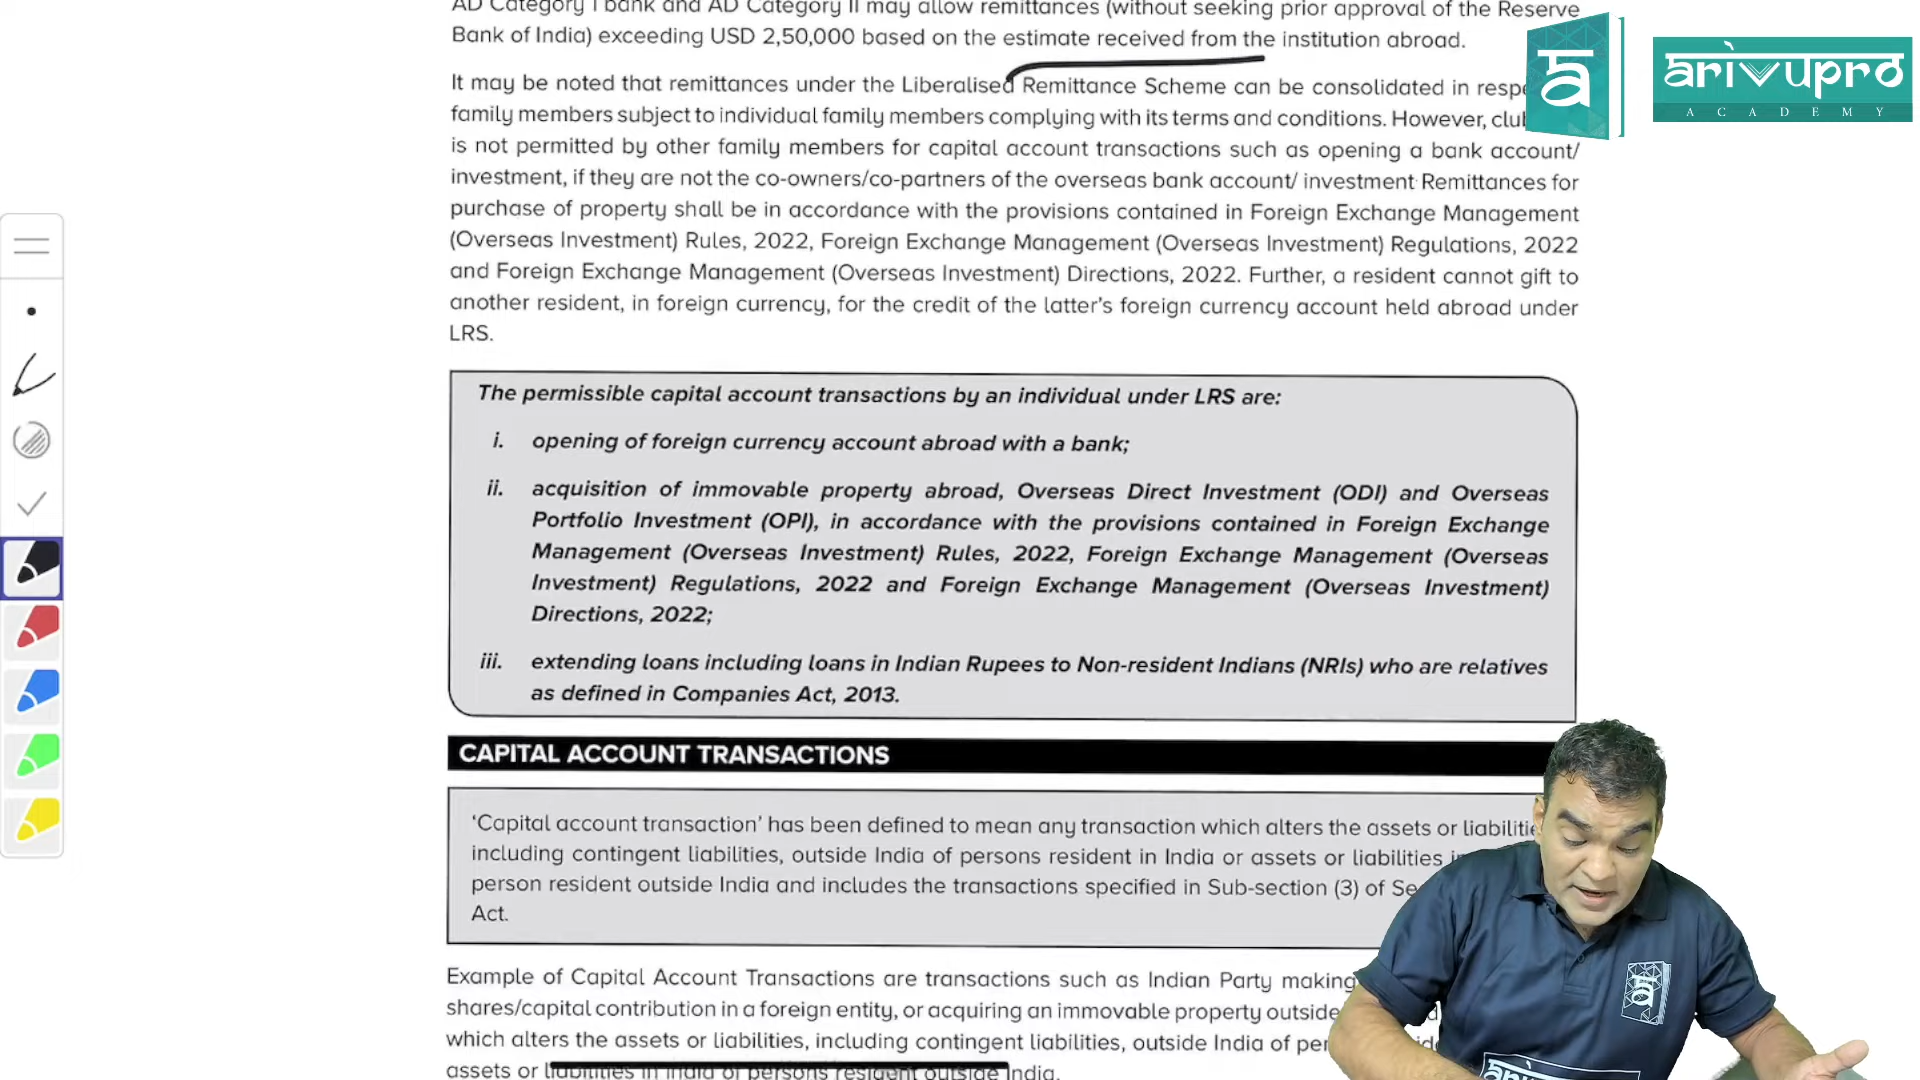 AD Category I bank and AD Category II may allow remittances (without seeking prior approval of the Reserve
Bank of India) exceeding USD 2,50,000 based on the estimate received from the institution abroad.
It may be noted that remittances under the Liberalised Remittance Scheme can be consolidated in
family members subject to individual family members complying with its terms and conditions. However,
is not permitted by other family members for capital account transactions such as opening a bank account/
investment, if they are not the co-owners/co-partners of the overseas bank account/ investment Remittances for
purchase of property shall be in accordance with the provisions contained in Foreign Exchange Management
(Overseas Investment) Rules, 2022, Foreign Exchange Management (Overseas Investment) Regulations, 2022
and Foreign Exchange Management (Overseas Investment) Directions, 2022. Further, a resident cannot gift to
another resident, in foreign currency, for the credit of the latter's foreign currency account held abroad under
LRS.
The permissible capital account transactions by an individual under LRS are:
i. opening of foreign currency account abroad with a bank;
ii. acquisition of immovable property abroad, Overseas Direct Investment (ODI) and Overseas
Portfolio Investment (OPI), in accordance with the provisions contained in Foreign Exchange
Management (Overseas Investment) Rules, 2022, Foreign Exchange Management (Overseas
Investment) Regulations, 2022 and Foreign Exchange Management (Overseas Investment)
Directions, 2022;
iii. extending loans including loans in Indian Rupees to Non-resident Indians (NRIs) who are relatives
as defined in Companies Act, 2013.
CAPITAL ACCOUNT TRANSACTIONS
'Capital account transaction' has been defined to mean any transaction which alters the assets or
including contingent liabilities, outside India of persons resident in India or assets or liabilities
person resident outside India and includes the transactions specified in Sub-section (3) of
Act.
Example of Capital Account Transactions are transactions such as Indian Party making
shares/capital contribution in a foreign entity, or acquiring an immovable property outside
which alters the assets or liabilities, including contingent liabilities, outside India of
assets or liabilities in India of persons resident outside India.
arivupro
ACADEMY